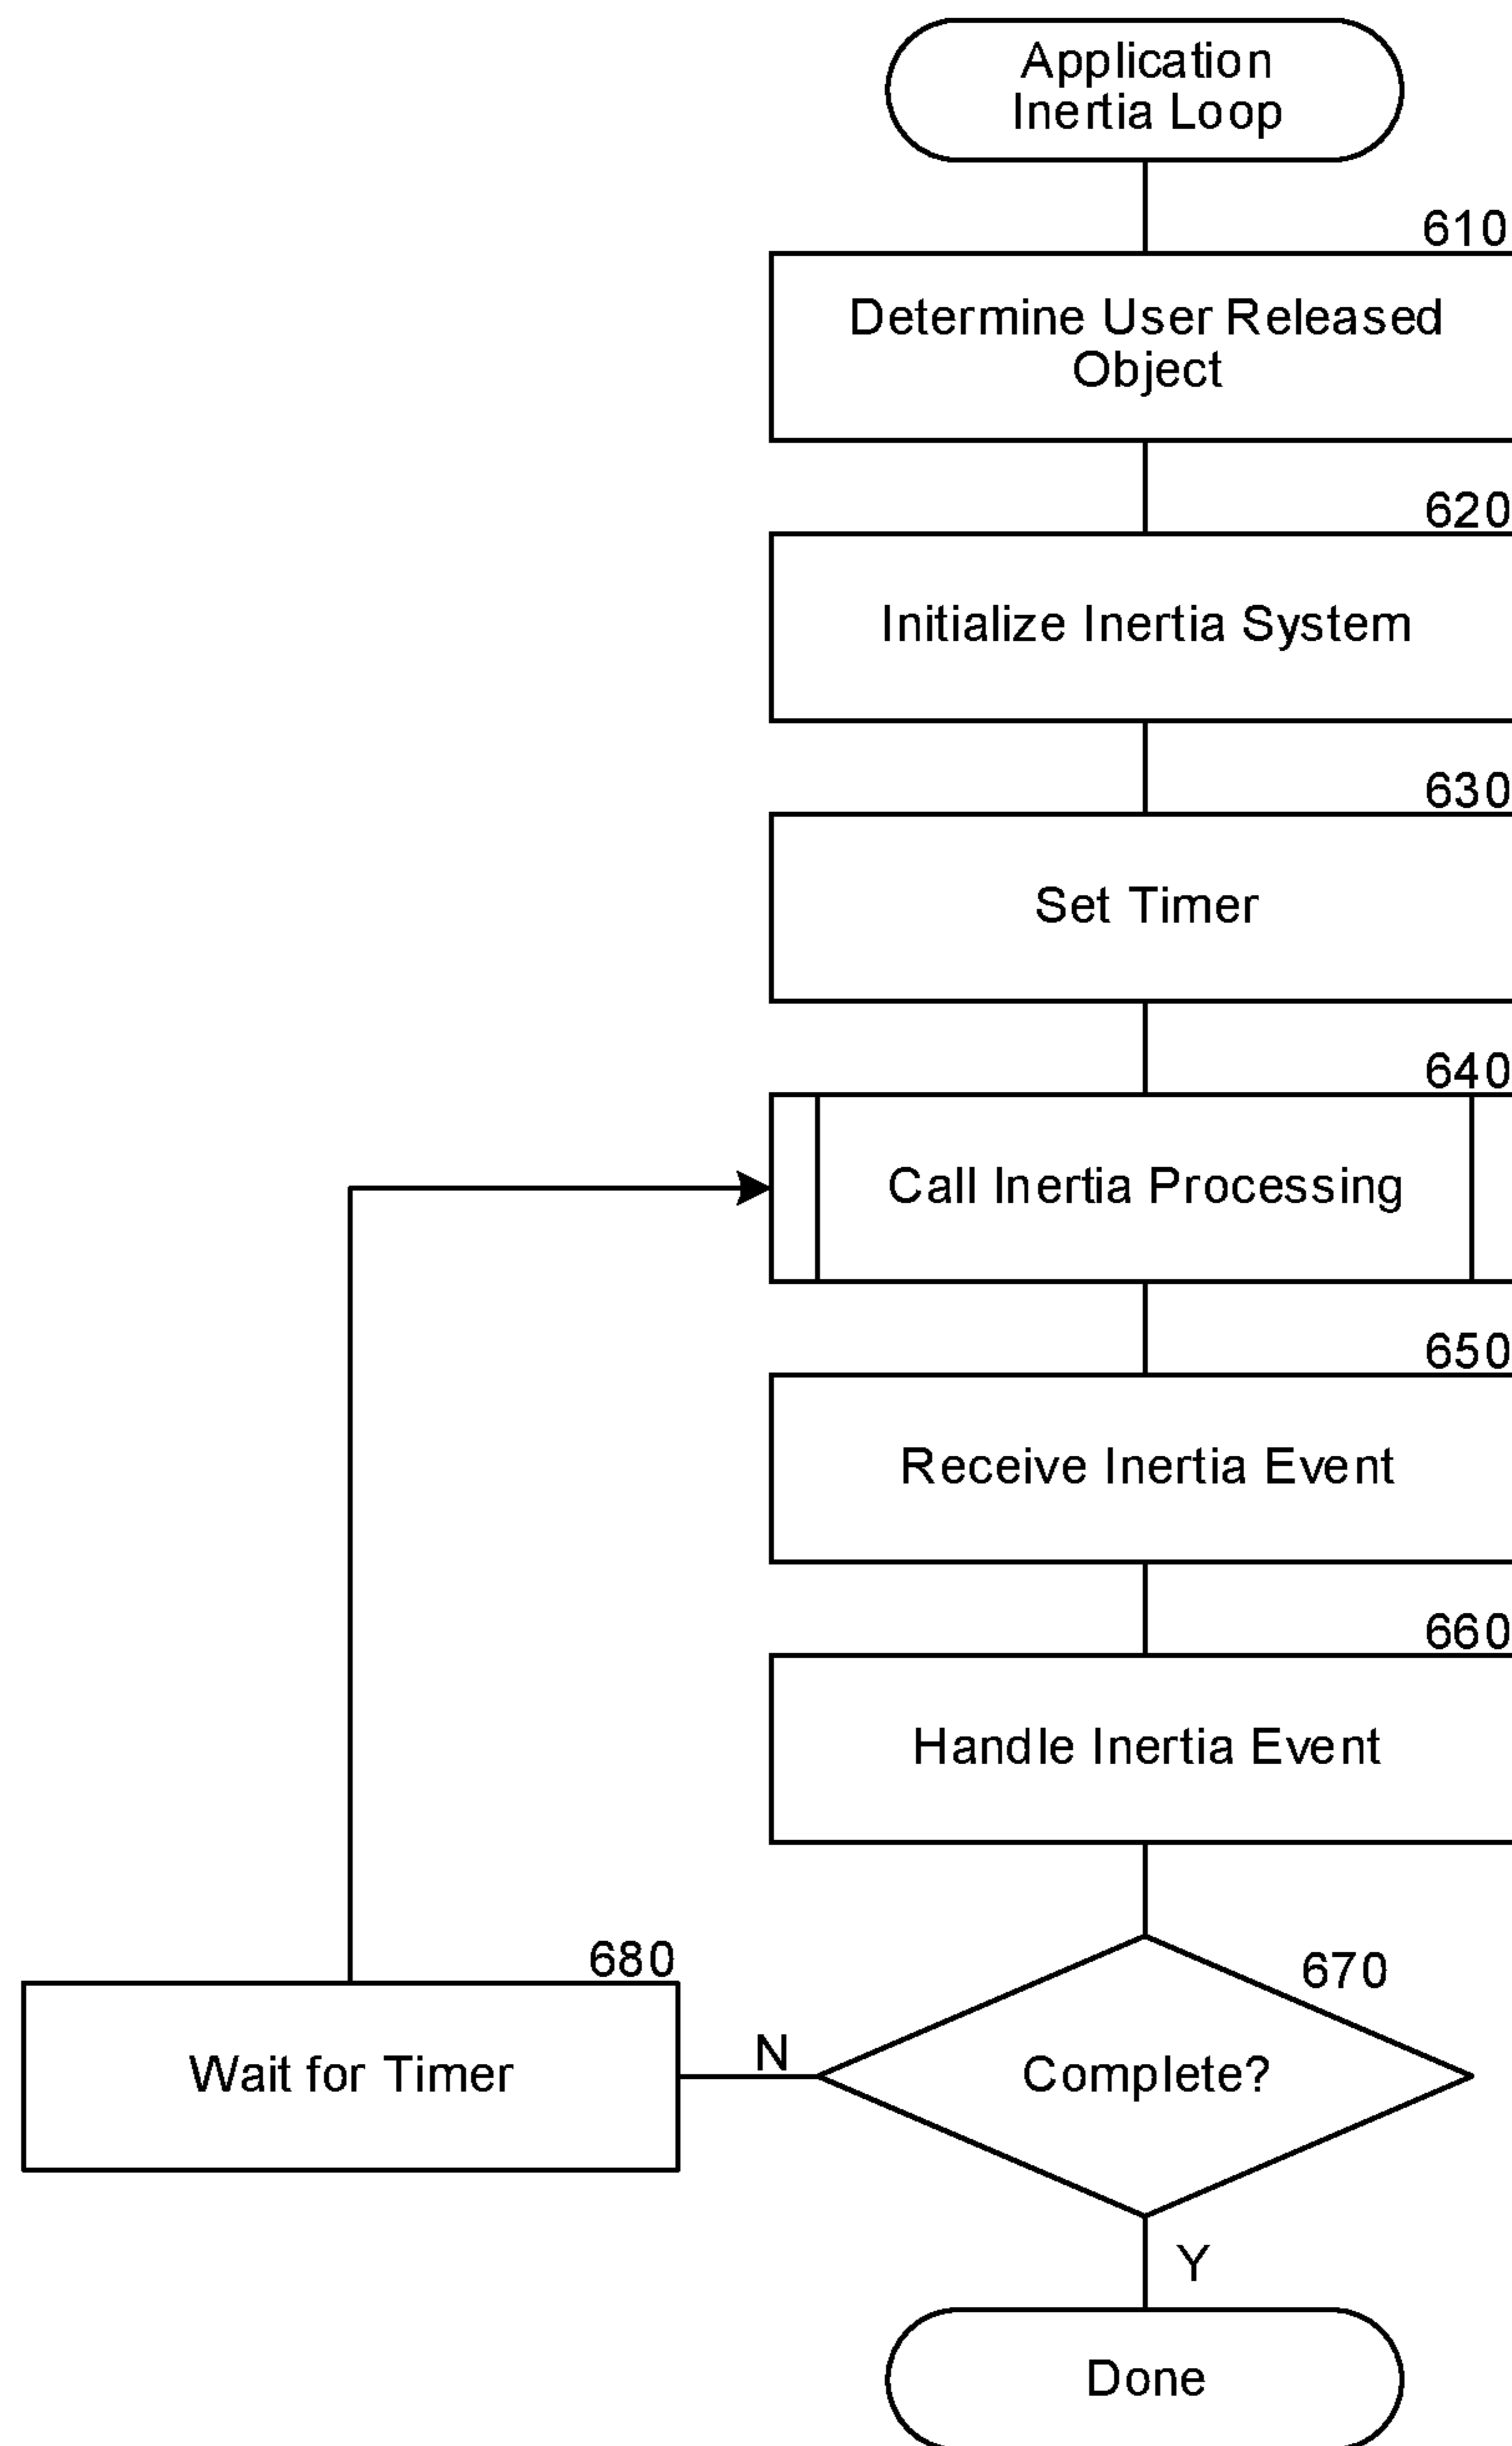 Application
Inertia Loop
610
Determine User Released
Object
620
Initialize Inertia System
630
Set Timer
640
Call Inertia Processing
650
Receive Inertia Event
660
Handle Inertia Event
680
670
Wait for Timer
N
Complete?
Y
Done